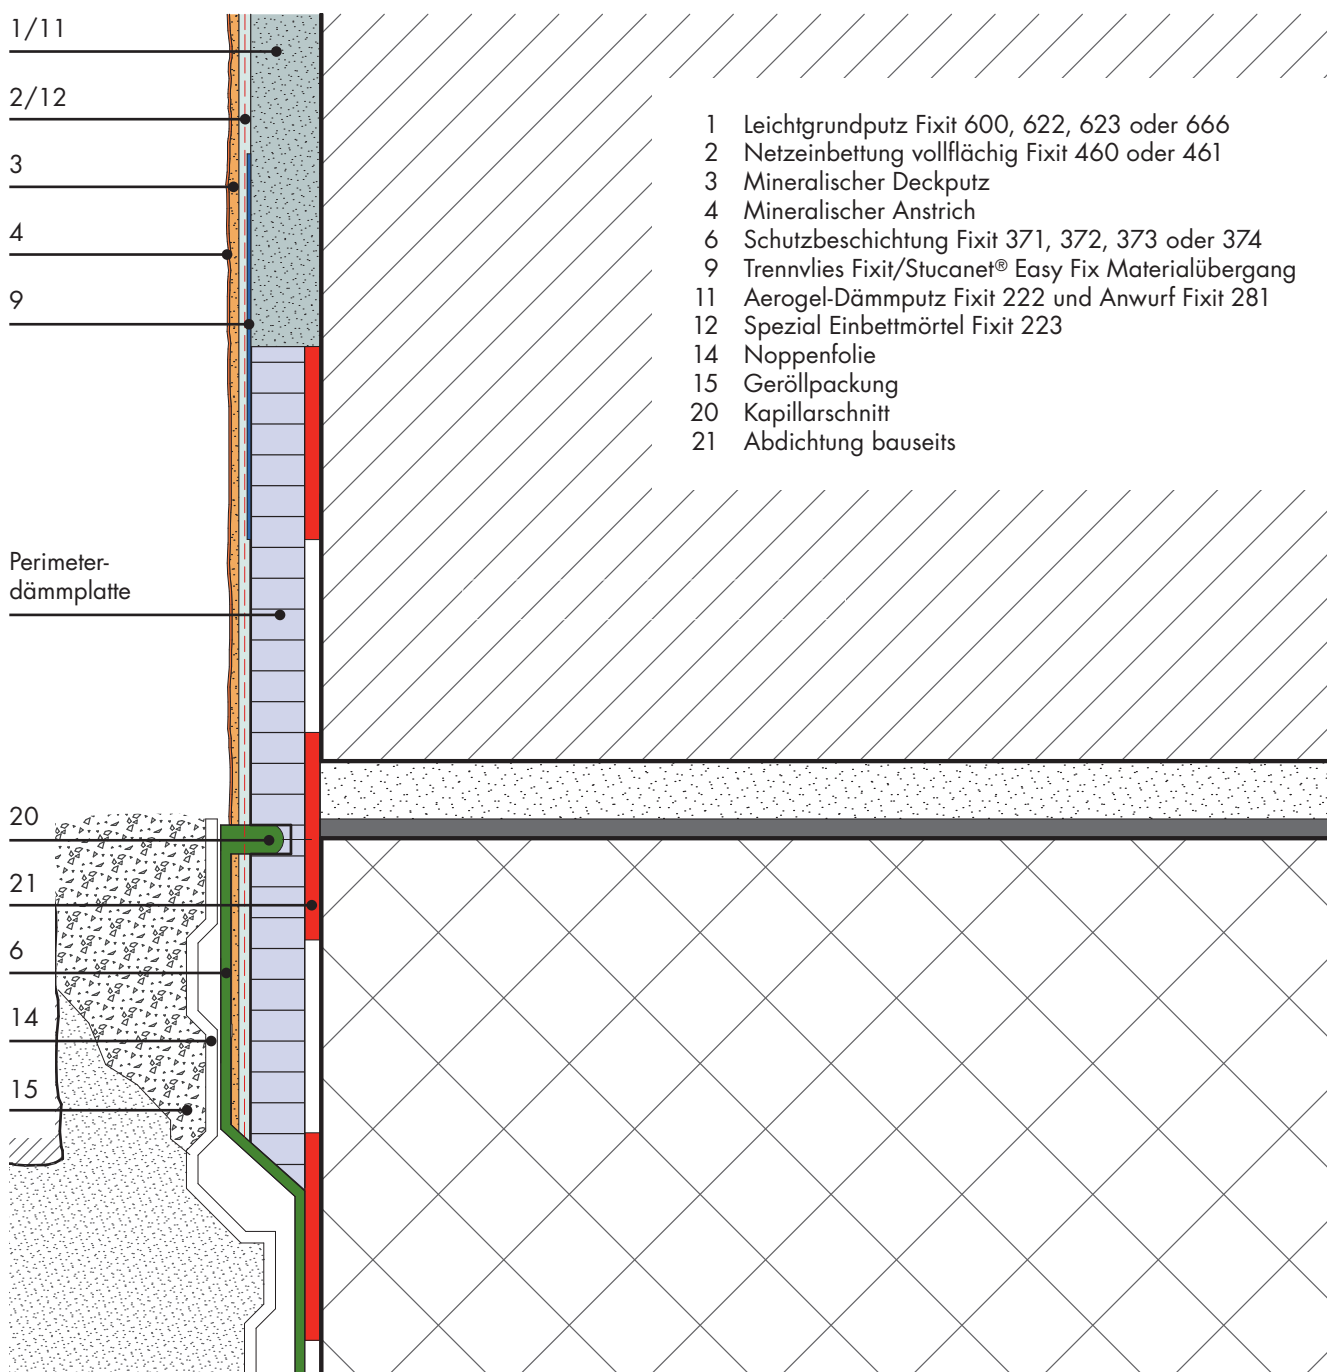 1/11
2/12
3
4
9
Perimeter-
dämmplatte
20
21
6
14
15
1 Leichtgrundputz Fixit 600, 622, 623 oder 666
2 Netzeinbettung vollflächig Fixit 460 oder 461
3 Mineralischer Deckputz
4 Mineralischer Anstrich
6 Schutzbeschichtung Fixit 371, 372, 373 oder 374
9 Trennvlies Fixit/Stucanet® Easy Fix Materialübergang
11 Aerogel-Dämmputz Fixit 222 und Anwurf Fixit 281
12 Spezial Einbettmörtel Fixit 223
14 Noppenfolie
15 Geröllpackung
20 Kapillarschnitt
21 Abdichtung bauseits